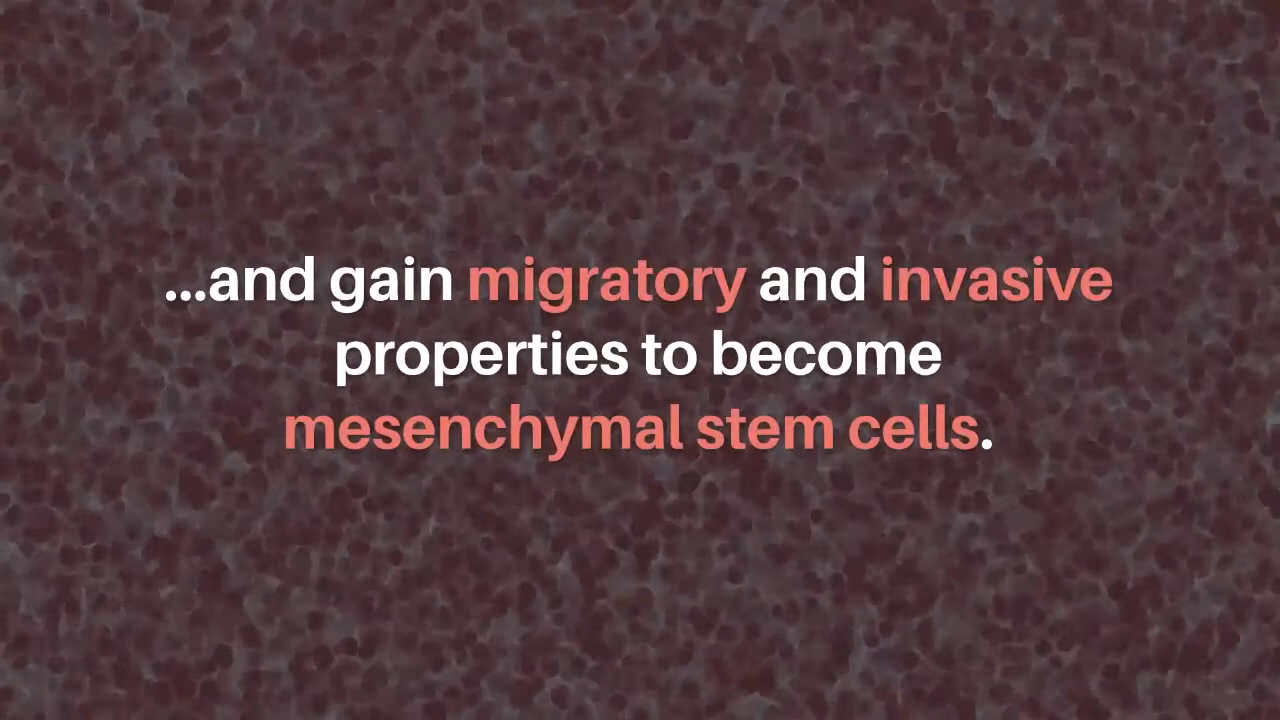 ...and gain migratory and invasive
properties to become
mesenchymal stem cells.